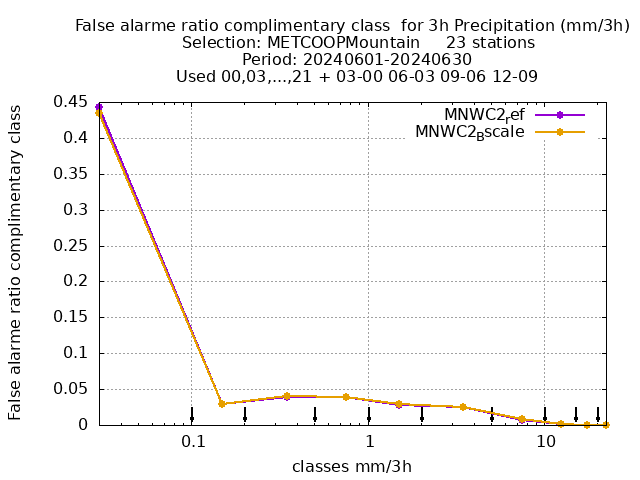 False alarme ratio complimentary class  for 3h Precipitation (mm/3h)
Selection: METCOOPMountain     23 stations
Period: 20240601-20240630
Used 00,03,...,21 + 03-00 06-03 09-06 12-09
False alarme ratio complimentary class
0.45
0.4
0.35
0.3
0.25
0.2
0.15
0.1
0.05
0
MNWC2ref
MNWC2Bscale
0.1
1
10
classes mm/3h